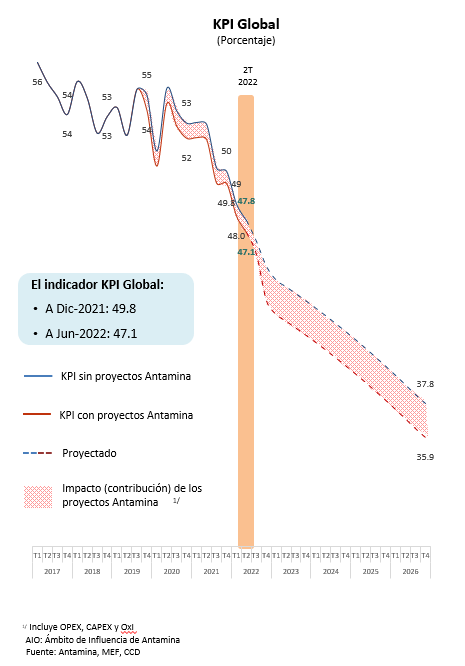 KPI Global
(Porcentaje)
2T
2022
56
54
54
53
53
55
54
53
52
50
49
49.8
47.8
48.0
47.1
El indicador KPI Global:
• A Dic-2021: 49.8
• A Jun-2022: 47.1
KPI sin proyectos Antamina
KPI con proyectos Antamina
Proyectado
Impacto (contribución) de los
proyectos Antamina 1/
37.8
35.9
T1 T2 T3 T4 T1 T2 T3 T4 T1 T2 T3 T4 T1 T2 T3 T4 T1 T2 T3 T4 T1 T2 T3 T4 T1 T2 T3 T4 T1 T2 T3 T4 T1 T2 T3 T4 T1 T2 T3 T4
2017 2018 2019 2020 2021 2022 2023 2024 2025 2026
1/ Incluye OPEX, CAPEX y OxI
AIO: Ámbito de Influencia de Antamina
Fuente: Antamina, MEF, CCD